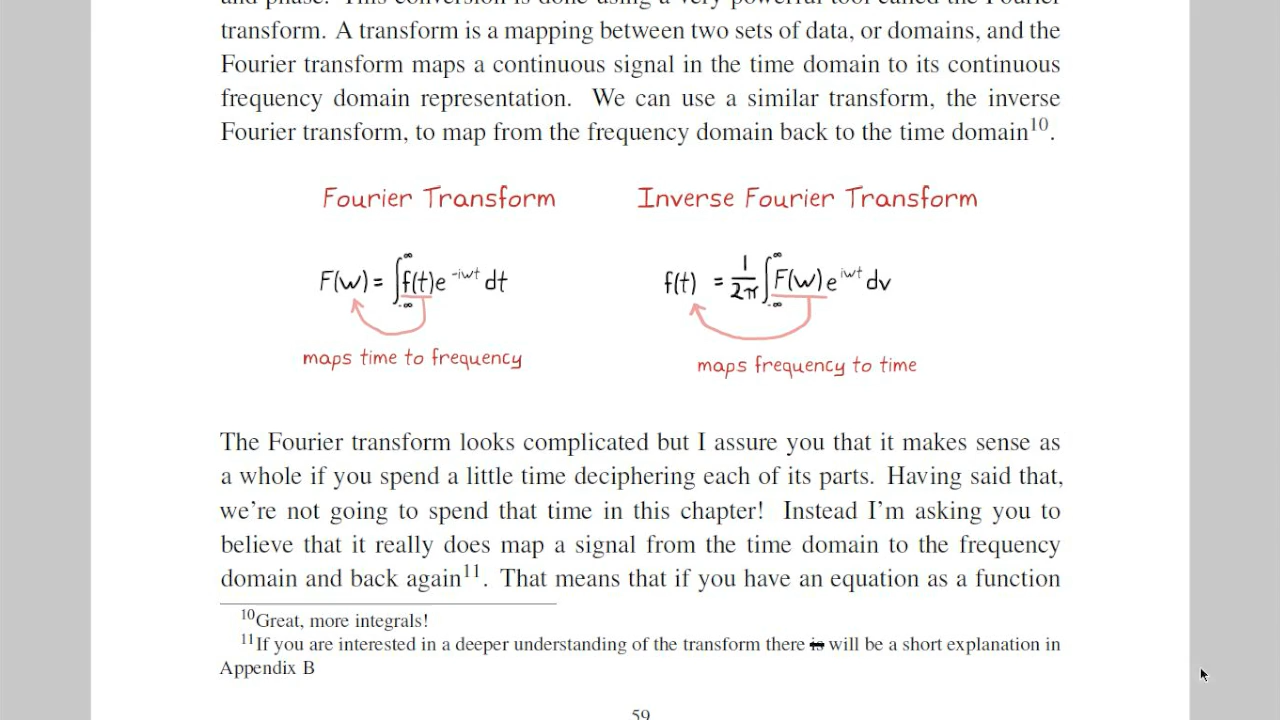 and phase. This conversion is done using a very powerful tool called the Fourier
transform. A transform is a mapping between two sets of data, or domains, and the
Fourier transform maps a continuous signal in the time domain to its continuous
frequency domain representation. We can use a similar transform, the inverse
Fourier transform, to map from the frequency domain back to the time domain¹⁰.
Fourier Transform
Inverse Fourier Transform
F(w) = ∫_{-∞}^{∞} f(t)e^{-iwt} dt
f(t) = 1/2π ∫_{-∞}^{∞} F(w)e^{iwt} dv
maps time to frequency
maps frequency to time
The Fourier transform looks complicated but I assure you that it makes sense as
a whole if you spend a little time deciphering each of its parts. Having said that,
we're not going to spend that time in this chapter! Instead I'm asking you to
believe that it really does map a signal from the time domain to the frequency
domain and back again¹¹. That means that if you have an equation as a function
¹⁰Great, more integrals!
¹¹If you are interested in a deeper understanding of the transform there is will be a short explanation in
Appendix B
59